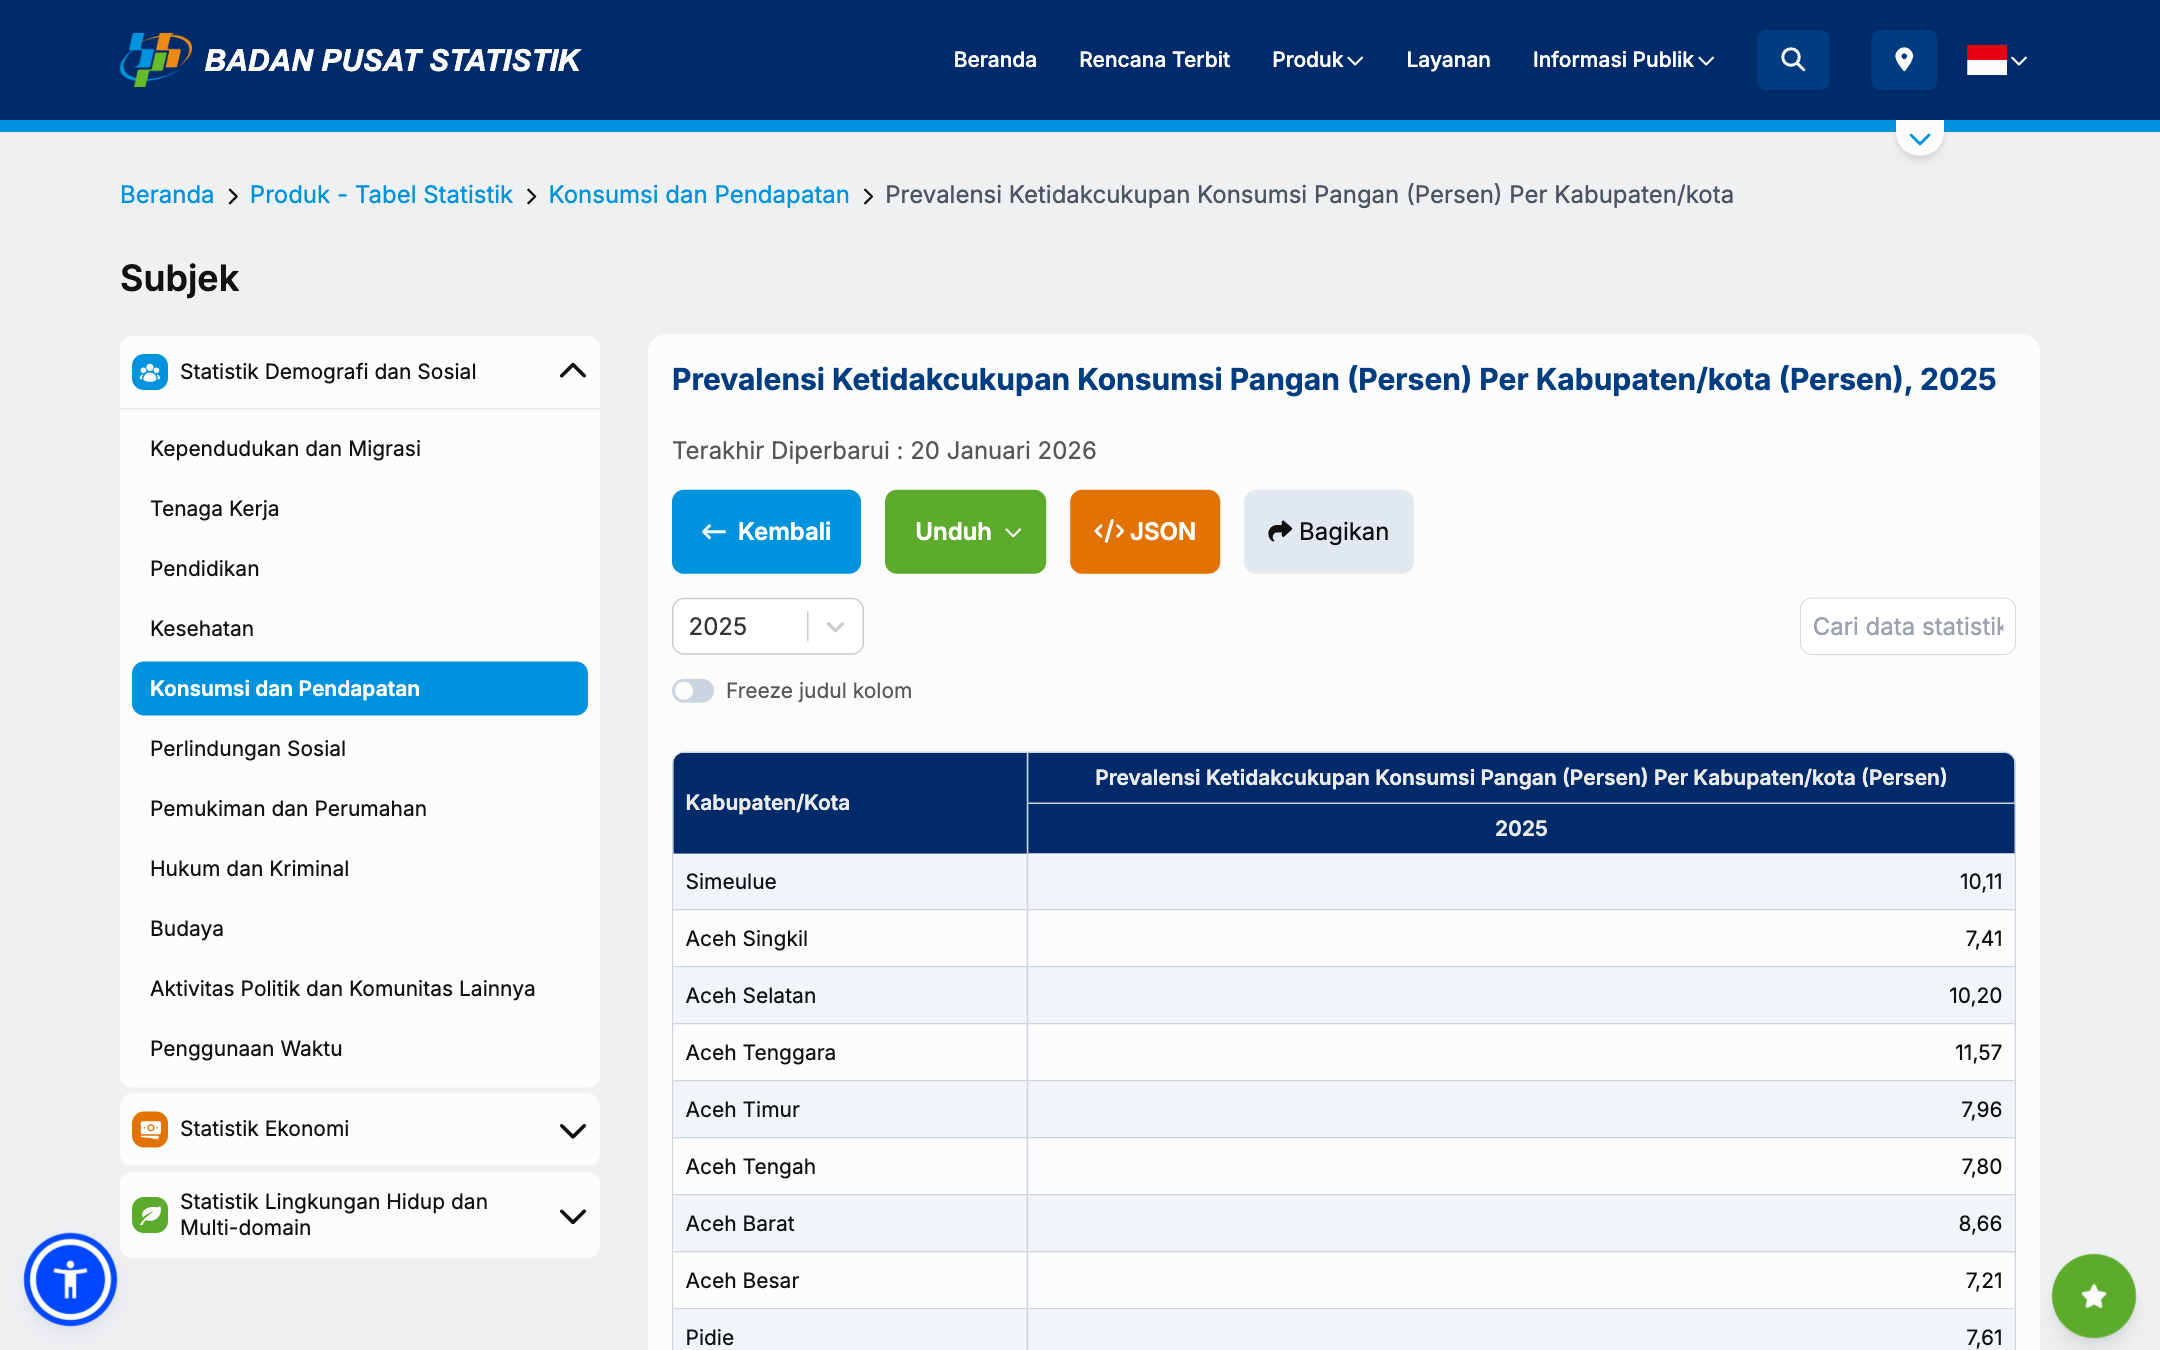 BADAN PUSAT STATISTIK
Beranda
Rencana Terbit
Produk
Layanan
Informasi Publik
Beranda > Produk - Tabel Statistik > Konsumsi dan Pendapatan > Prevalensi Ketidakcukupan Konsumsi Pangan (Persen) Per Kabupaten/kota
Subjek
Statistik Demografi dan Sosial
Kependudukan dan Migrasi
Tenaga Kerja
Pendidikan
Kesehatan
Konsumsi dan Pendapatan
Perlindungan Sosial
Pemukiman dan Perumahan
Hukum dan Kriminal
Budaya
Aktivitas Politik dan Komunitas Lainnya
Penggunaan Waktu
Statistik Ekonomi
Statistik Lingkungan Hidup dan
Multi-domain
Prevalensi Ketidakcukupan Konsumsi Pangan (Persen) Per Kabupaten/kota (Persen), 2025
Terakhir Diperbarui : 20 Januari 2026
Kembali
Unduh
</> JSON
Bagikan
2025
Cari data statistik
Freeze judul kolom
Kabupaten/Kota
Prevalensi Ketidakcukupan Konsumsi Pangan (Persen) Per Kabupaten/kota (Persen)
2025
Simeulue 10,11
Aceh Singkil 7,41
Aceh Selatan 10,20
Aceh Tenggara 11,57
Aceh Timur 7,96
Aceh Tengah 7,80
Aceh Barat 8,66
Aceh Besar 7,21
Pidie 7,61